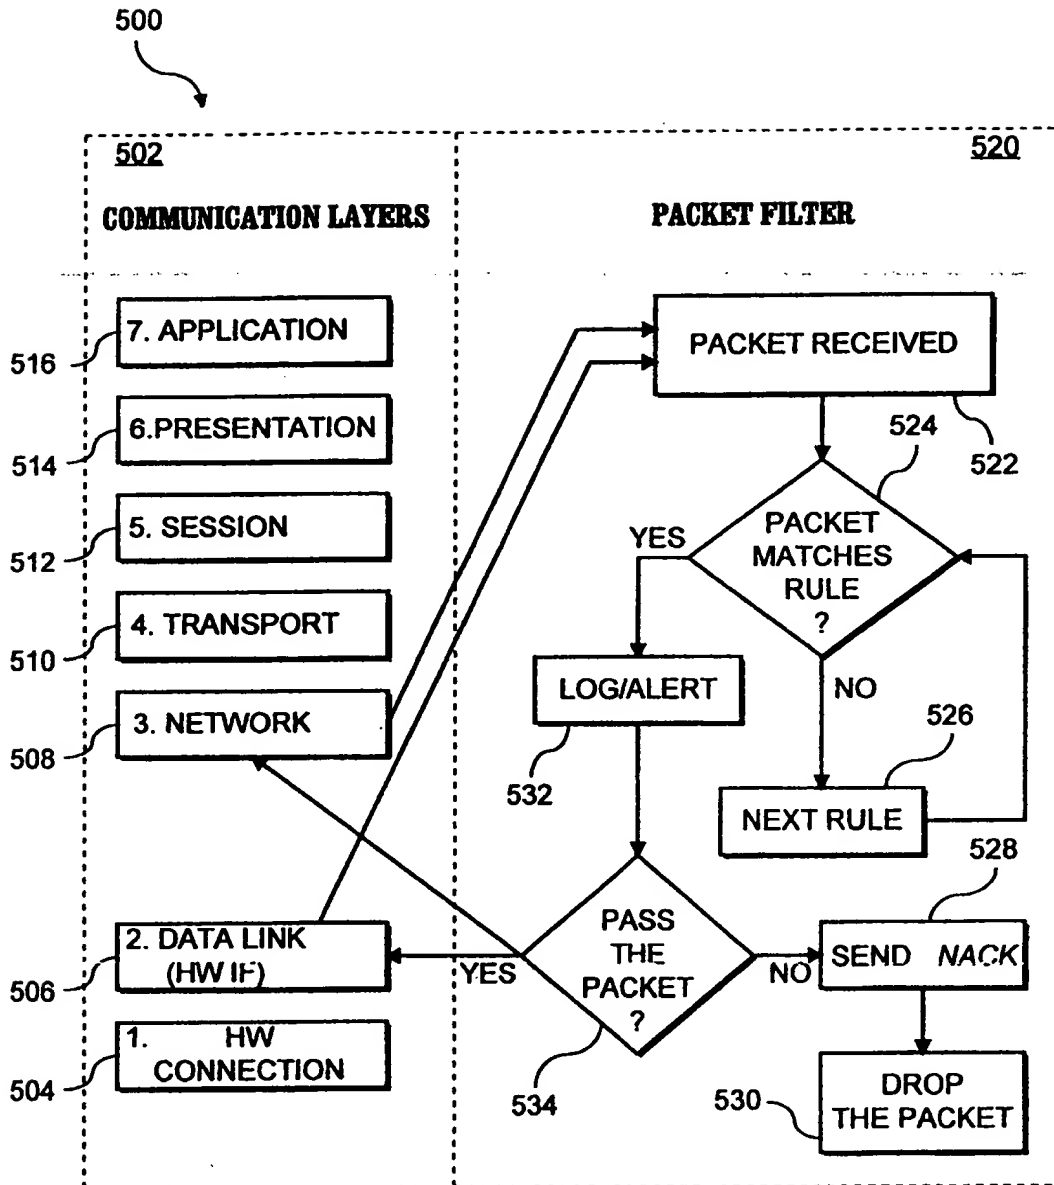 500
502
COMMUNICATION LAYERS
7. APPLICATION
516
6.PRESENTATION
514
5. SESSION
512
4. TRANSPORT
510
3. NETWORK
508
2. DATA LINK
(HW IF)
506
1. HW
CONNECTION
504
520
PACKET FILTER
PACKET RECEIVED
522
524
PACKET
MATCHES
RULE
?
YES
NO
LOG/ALERT
532
526
NEXT RULE
PASS
THE
PACKET
?
YES
NO
534
528
SEND NACK
530
DROP
THE PACKET